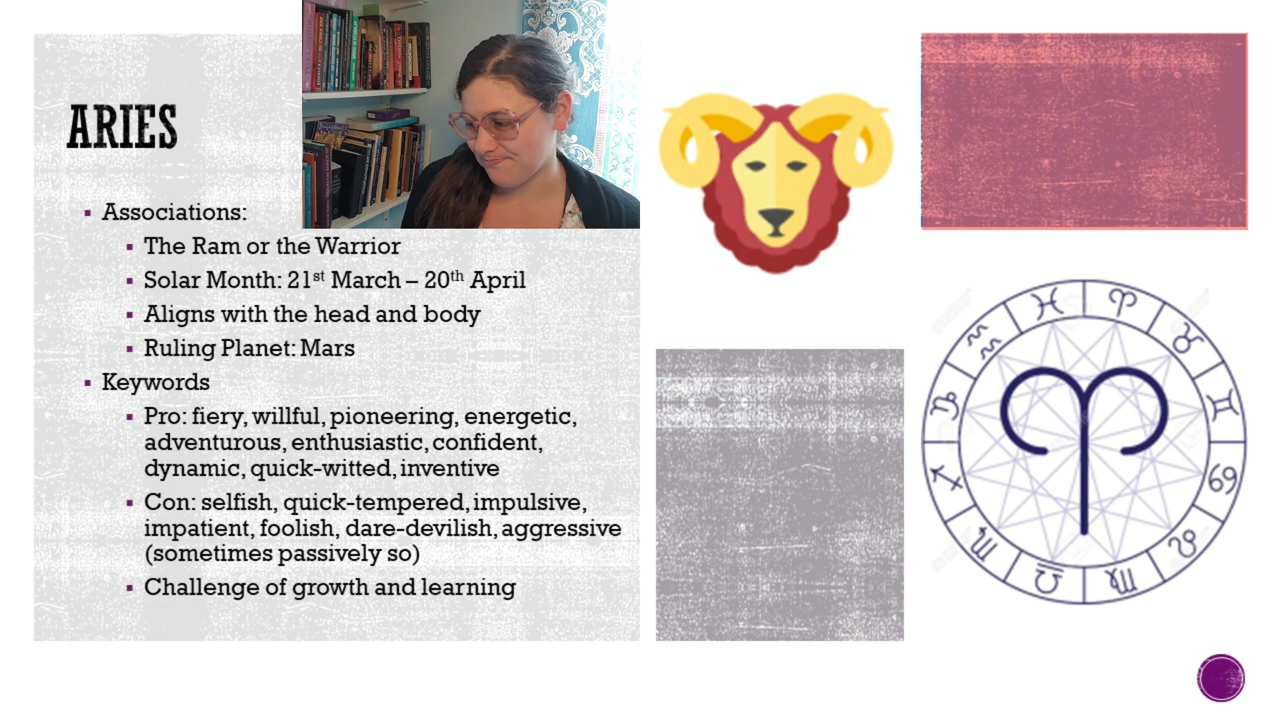 ARIES
Associations:
The Ram or the Warrior
Solar Month: 21st March – 20th April
Aligns with the head and body
Ruling Planet: Mars
Keywords
Pro: fiery, willful, pioneering, energetic,
adventurous, enthusiastic, confident,
dynamic, quick-witted, inventive
Con: selfish, quick-tempered, impulsive,
impatient, foolish, dare-devilish, aggressive
(sometimes passively so)
Challenge of growth and learning